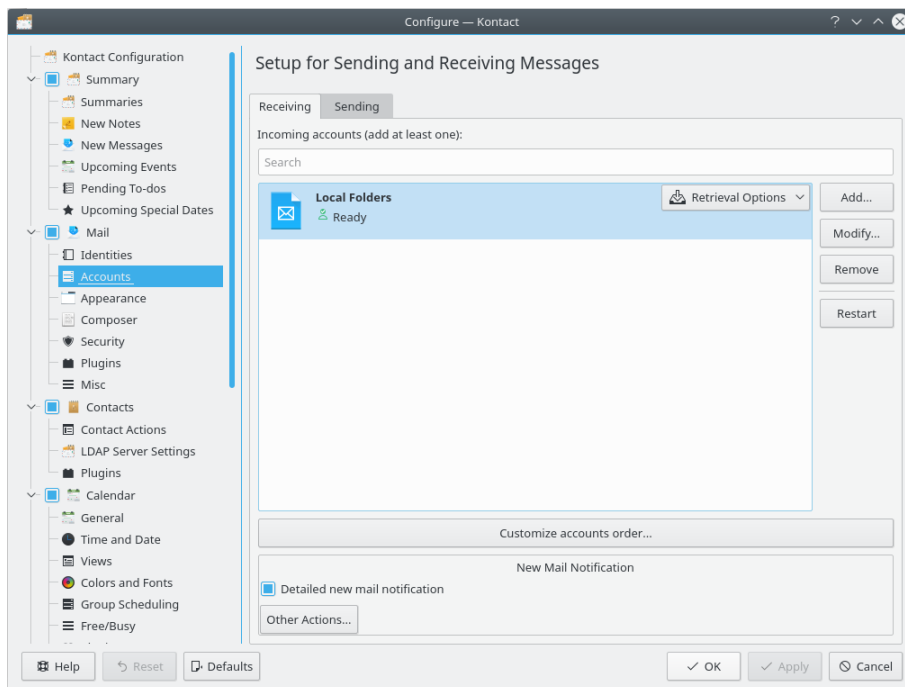 Configure — Kontact
Kontact Configuration
Summary
Summaries
New Notes
New Messages
Upcoming Events
Pending To-dos
Upcoming Special Dates
Mail
Identities
Accounts
Appearance
Composer
Security
Plugins
Misc
Contacts
Contact Actions
LDAP Server Settings
Plugins
Calendar
General
Time and Date
Views
Colors and Fonts
Group Scheduling
Free/Busy
Setup for Sending and Receiving Messages
Receiving
Sending
Incoming accounts (add at least one):
Search
Local Folders
Ready
Retrieval Options
Add...
Modify...
Remove
Restart
Customize accounts order...
New Mail Notification
Detailed new mail notification
Other Actions...
Help
Reset
Defaults
OK
Apply
Cancel